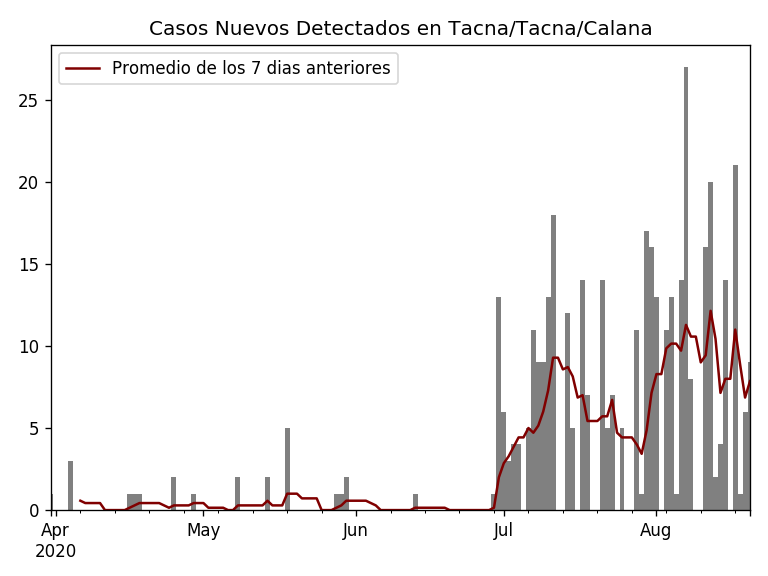 Casos Nuevos Detectados en Tacna/Tacna/Calana
Promedio de los 7 dias anteriores
25
20
15
10
5
0
Apr May Jun Jul Aug
2020